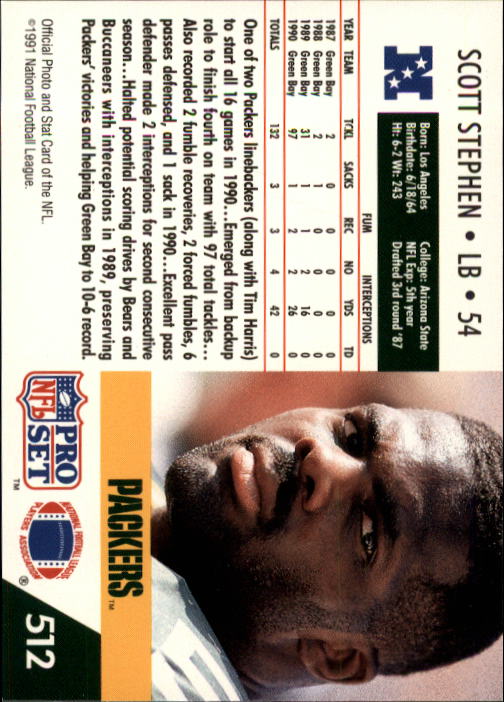 SCOTT STEPHEN • LB • 54
N
Born: Los Angeles College: Arizona State
Birthdate: 6/18/64 NFL Exp: 5th year
Ht: 6-2 Wt: 243 Drafted 3rd round '87
FUM INTERCEPTIONS
YEAR TEAM TCKL SACKS REC NO YDS TD
1987 Green Bay 2 0 0 0 0 0
1988 Green Bay 2 1 0 0 0 0
1989 Green Bay 31 1 1 2 16 0
1990 Green Bay 97 1 2 2 26 0
TOTALS 132 3 3 4 42 0
One of two Packers linebackers (along with Tim Harris)
to start all 16 games in 1990...Emerged from backup
role to finish fourth on team with 97 total tackles...
Also recorded 2 fumble recoveries, 2 forced fumbles, 6
passes defensed, and 1 sack in 1990...Excellent pass
defender made 2 interceptions for second consecutive
season...Halted potential scoring drives by Bears and
Buccaneers with interceptions in 1989, preserving
Packers' victories and helping Green Bay to 10-6 record.
Official Photo and Stat Card of the NFL.
©1991 National Football League.
PACKERS™
NFL PRO SET™
NATIONAL FOOTBALL LEAGUE PLAYERS ASSOCIATION®
512